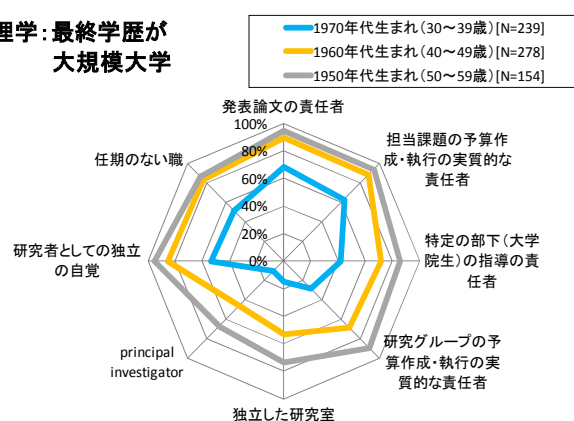 理学：最終学歴が
大規模大学
1970年代生まれ（30～39歳）[N=239]
1960年代生まれ（40～49歳）[N=278]
1950年代生まれ（50～59歳）[N=154]
発表論文の責任者
担当課題の予算作
成・執行の実質的な
責任者
特定の部下（大学
院生）の指導の責
任者
研究グループの予
算作成・執行の実
質的な責任者
独立した研究室
principal
investigator
研究者としての独立
の自覚
任期のない職
100%
80%
60%
40%
20%
0%